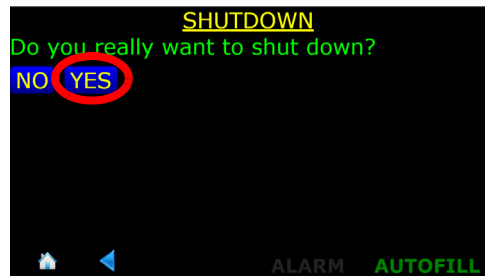 SHUTDOWN
Do you really want to shut down?
NO YES
ALARM AUTOFILL